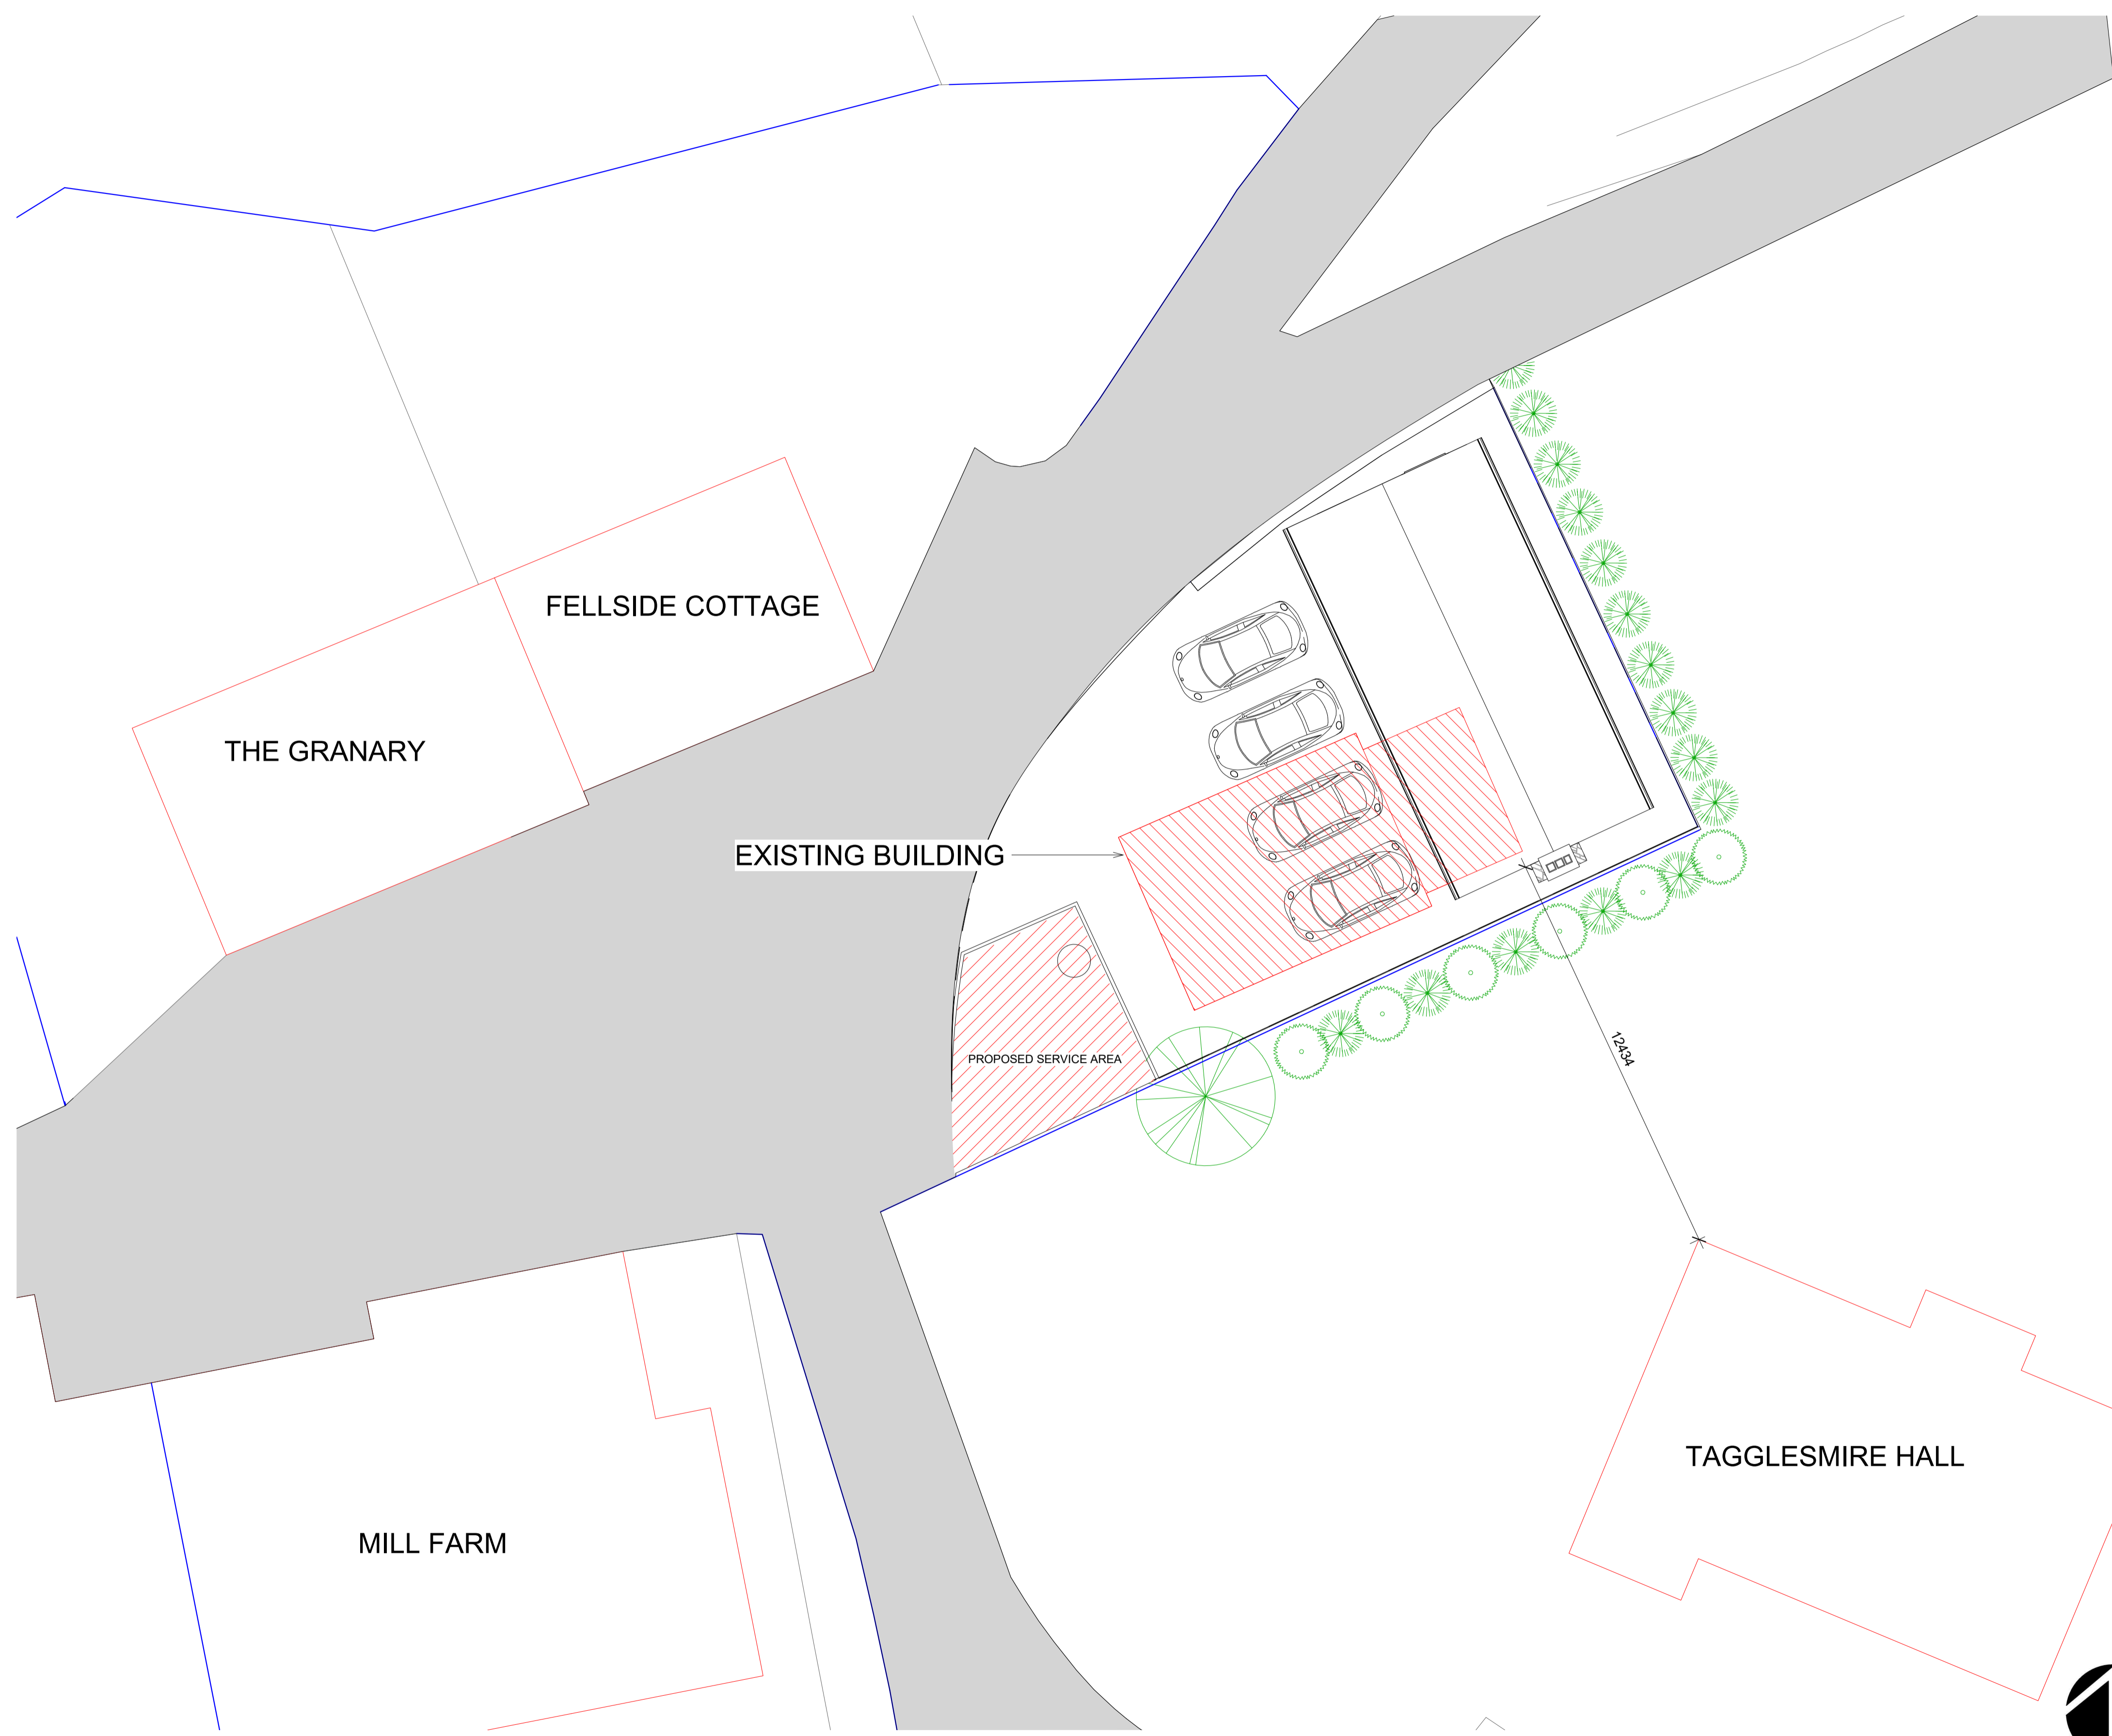 FELLSIDE COTTAGE
THE GRANARY
EXISTING BUILDING
PROPOSED SERVICE AREA
12434
TAGGLESMIRE HALL
MILL FARM